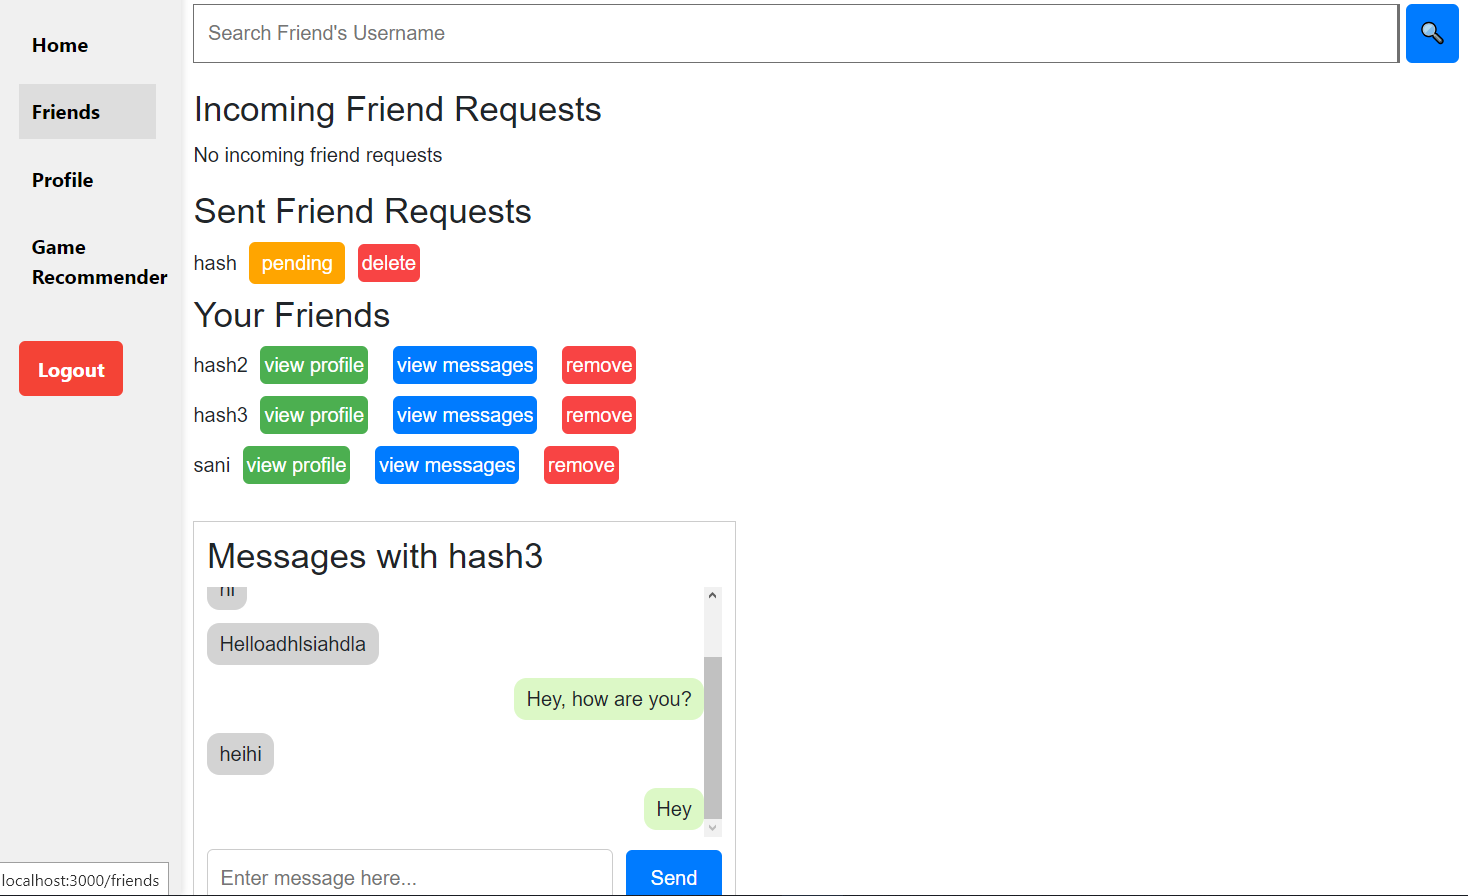 Home
Friends
Profile
Game
Recommender
Logout
Search Friend's Username
Incoming Friend Requests
No incoming friend requests
Sent Friend Requests
hash pending delete
Your Friends
hash2 view profile view messages remove
hash3 view profile view messages remove
sani view profile view messages remove
Messages with hash3
hi
Helloadhlsiahdla
Hey, how are you?
heihi
Hey
Enter message here... Send
localhost:3000/friends